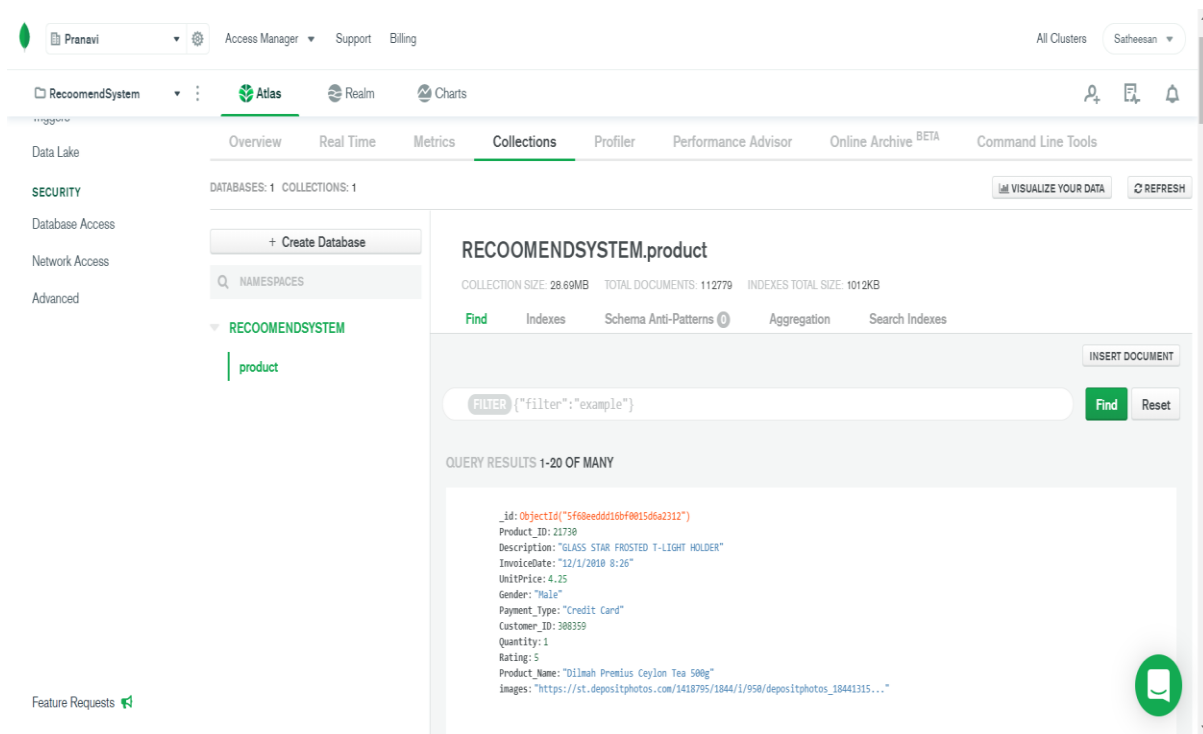 Pranavi Access Manager Support Billing All Clusters Satheesan
RecoomendSystem Atlas Realm Charts
Triggers
Overview Real Time Metrics Collections Profiler Performance Advisor Online Archive BETA Command Line Tools
Data Lake
SECURITY
DATABASES: 1 COLLECTIONS: 1 VISUALIZE YOUR DATA REFRESH
Database Access
Network Access
Advanced
+ Create Database
NAMESPACES
RECOOMENDSYSTEM
product
RECOOMENDSYSTEM.product
COLLECTION SIZE: 28.69MB TOTAL DOCUMENTS: 112779 INDEXES TOTAL SIZE: 1012KB
Find Indexes Schema Anti-Patterns 0 Aggregation Search Indexes
INSERT DOCUMENT
FILTER {"filter":"example"} Find Reset
QUERY RESULTS 1-20 OF MANY
_id: ObjectId("5f68eeddd16bf0015d6a2312")
Product_ID: 21730
Description: "GLASS STAR FROSTED T-LIGHT HOLDER"
InvoiceDate: "12/1/2010 8:26"
UnitPrice: 4.25
Gender: "Male"
Payment_Type: "Credit Card"
Customer_ID: 308359
Quantity: 1
Rating: 5
Product_Name: "Dilmah Premius Ceylon Tea 500g"
images: "https://st.depositphotos.com/1418795/1844/i/950/depositphotos_18441315..."
Feature Requests